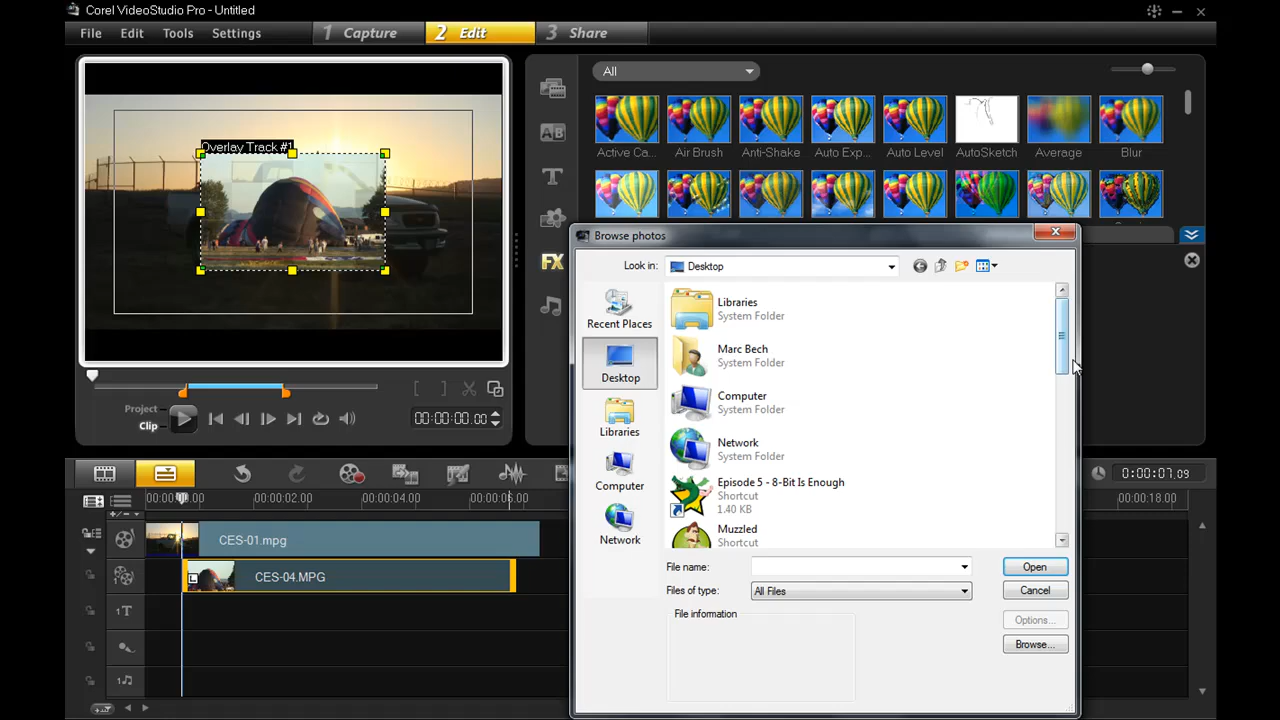 Corel VideoStudio Pro - Untitled
File Edit Tools Settings 1 Capture 2 Edit 3 Share
All
Overlay Track #1
Active Ca... Air Brush Anti-Shake Auto Exp... Auto Level AutoSketch Average Blur
Browse photos
FX
Look in: Desktop
Recent Places
Desktop
Libraries
Computer
Network
Libraries
System Folder
Marc Bech
System Folder
Computer
System Folder
Network
System Folder
Episode 5 - 8-Bit Is Enough
Shortcut
1.40 KB
Muzzled
Shortcut
Project
Clip
00:00:00.00
File name: Open
Files of type: All Files Cancel
File information
Options...
Browse...
0:00:07.09
00:00:02.00 00:00:04.00 00:00:06.00 00:00:18.00
CES-01.mpg
CES-04.MPG
1T